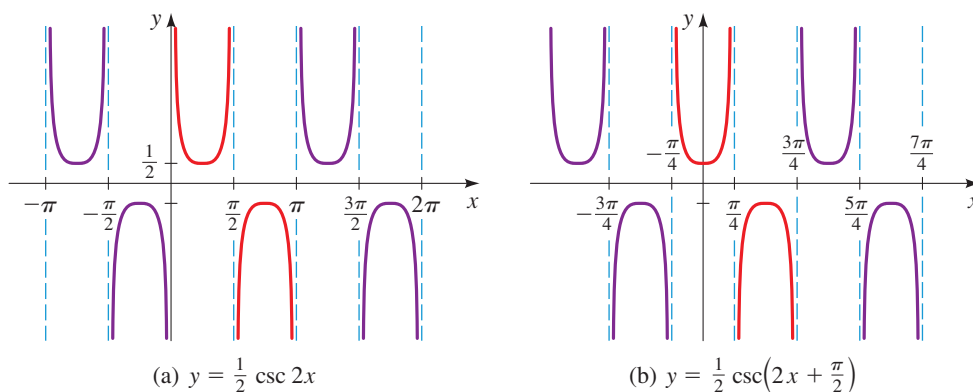 y
1/2
−π −π/2 π/2 π 3π/2 2π x
(a) y = 1/2 csc 2x
y
−π/4 3π/4 7π/4
−3π/4 π/4 5π/4 x
(b) y = 1/2 csc(2x + π/2)